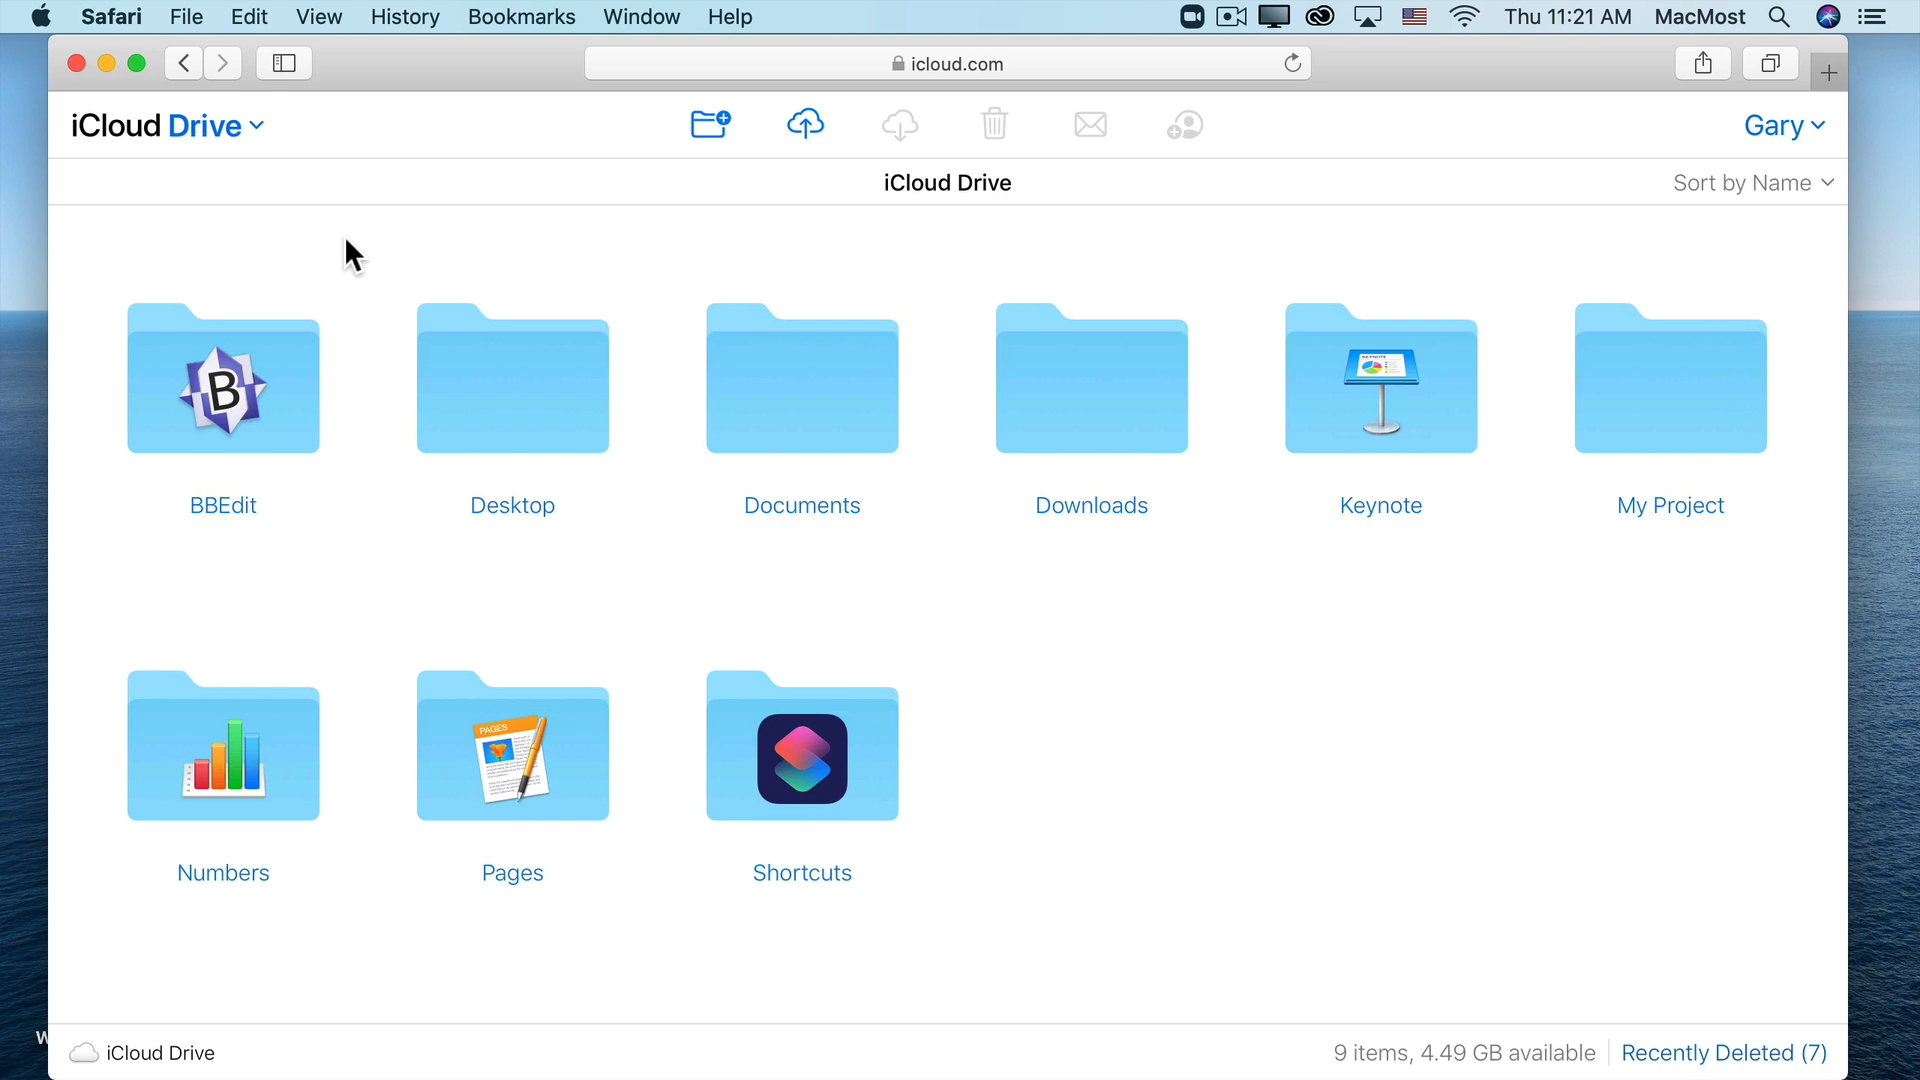 Safari File Edit View History Bookmarks Window Help Thu 11:21 AM MacMost
icloud.com
iCloud Drive Gary
iCloud Drive Sort by Name
KEYNOTE
B
BBEdit Desktop Documents Downloads Keynote My Project
PAGES
Numbers Pages Shortcuts
W
iCloud Drive 9 items, 4.49 GB available Recently Deleted (7)